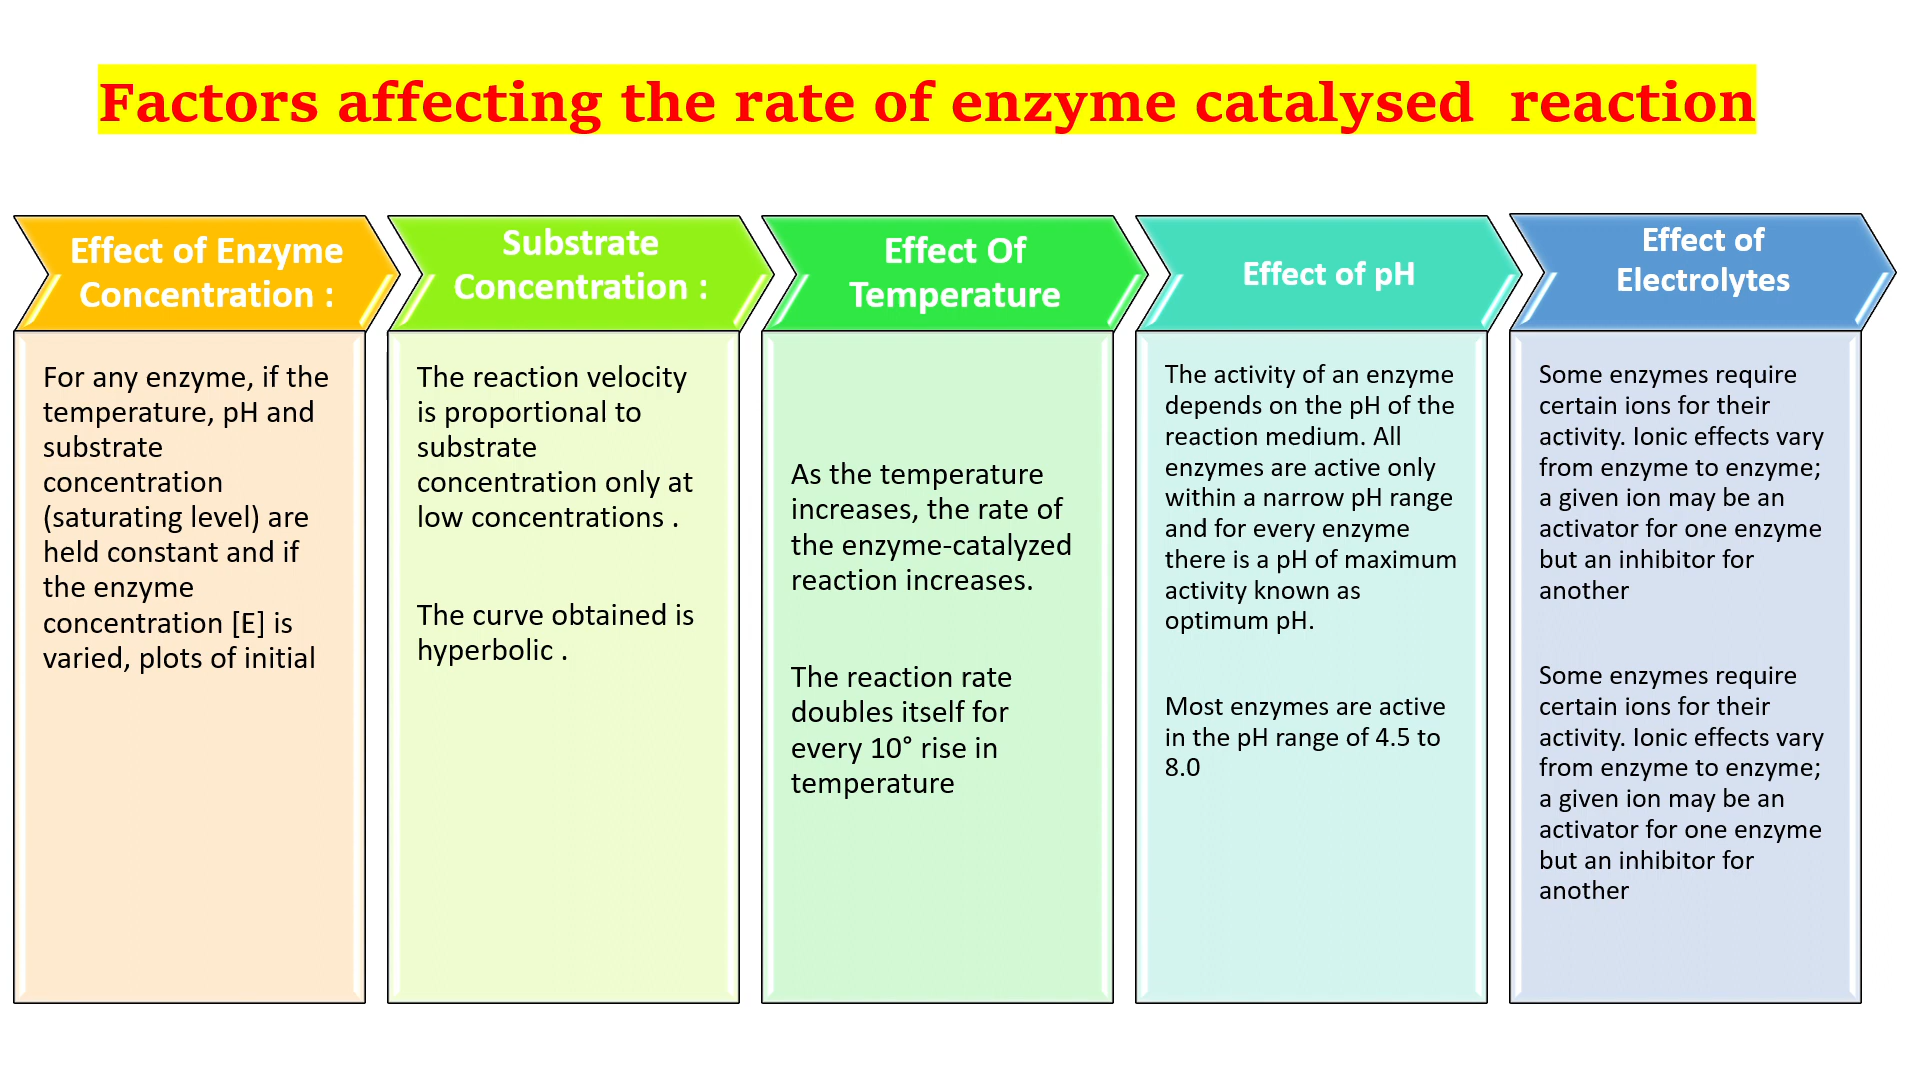 Factors affecting the rate of enzyme catalysed  reaction
Effect of Enzyme
Concentration :
For any enzyme, if the
temperature, pH and
substrate
concentration
(saturating level) are
held constant and if
the enzyme
concentration [E] is
varied, plots of initial
Substrate
Concentration :
The reaction velocity
is proportional to
substrate
concentration only at
low concentrations .
The curve obtained is
hyperbolic .
Effect Of
Temperature
As the temperature
increases, the rate of
the enzyme-catalyzed
reaction increases.
The reaction rate
doubles itself for
every 10° rise in
temperature
Effect of pH
The activity of an enzyme
depends on the pH of the
reaction medium. All
enzymes are active only
within a narrow pH range
and for every enzyme
there is a pH of maximum
activity known as
optimum pH.
Most enzymes are active
in the pH range of 4.5 to
8.0
Effect of
Electrolytes
Some enzymes require
certain ions for their
activity. Ionic effects vary
from enzyme to enzyme;
a given ion may be an
activator for one enzyme
but an inhibitor for
another
Some enzymes require
certain ions for their
activity. Ionic effects vary
from enzyme to enzyme;
a given ion may be an
activator for one enzyme
but an inhibitor for
another